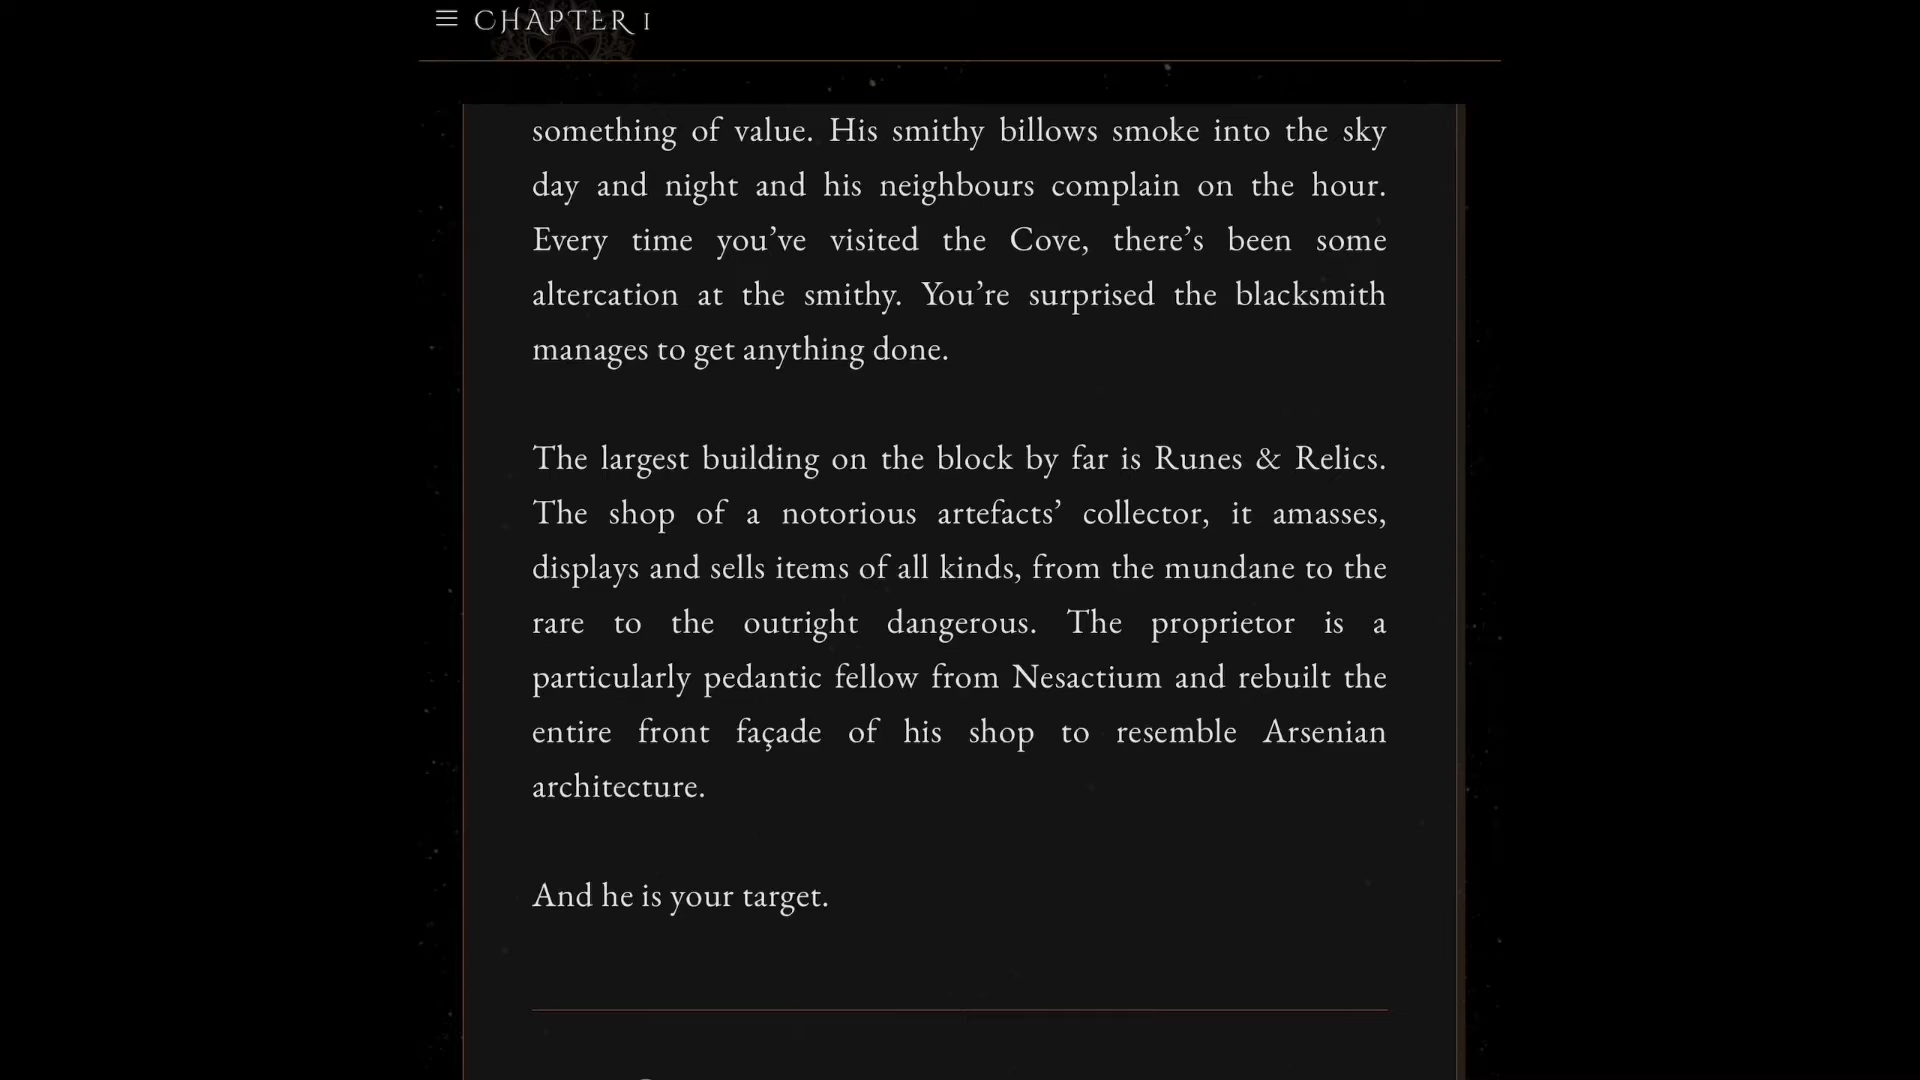 CHAPTER I
something of value. His smithy billows smoke into the sky
day and night and his neighbours complain on the hour.
Every time you’ve visited the Cove, there’s been some
altercation at the smithy. You’re surprised the blacksmith
manages to get anything done.
The largest building on the block by far is Runes & Relics.
The shop of a notorious artefacts’ collector, it amasses,
displays and sells items of all kinds, from the mundane to the
rare to the outright dangerous. The proprietor is a
particularly pedantic fellow from Nesactium and rebuilt the
entire front façade of his shop to resemble Arsenian
architecture.
And he is your target.